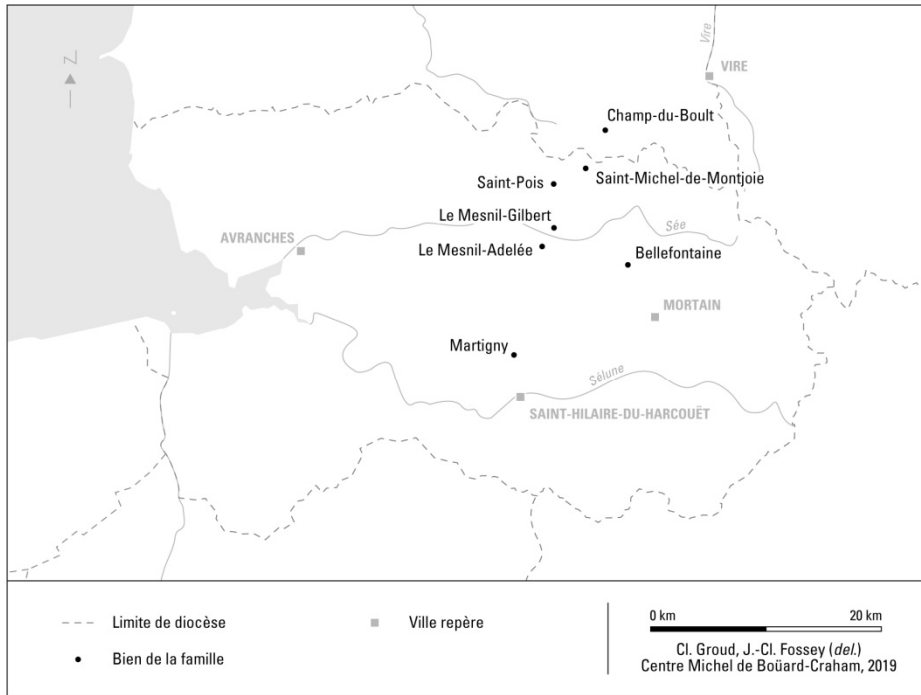 Vire
N
VIRE
Champ-du-Boult
Saint-Pois
Saint-Michel-de-Montjoie
Le Mesnil-Gilbert
Sée
AVRANCHES
Le Mesnil-Adelée
Bellefontaine
MORTAIN
Martigny
Sélune
SAINT-HILAIRE-DU-HARCOUËT
Limite de diocèse
Ville repère
Bien de la famille
0 km 20 km
Cl. Groud, J.-Cl. Fossey (del.)
Centre Michel de Boüard-Craham, 2019